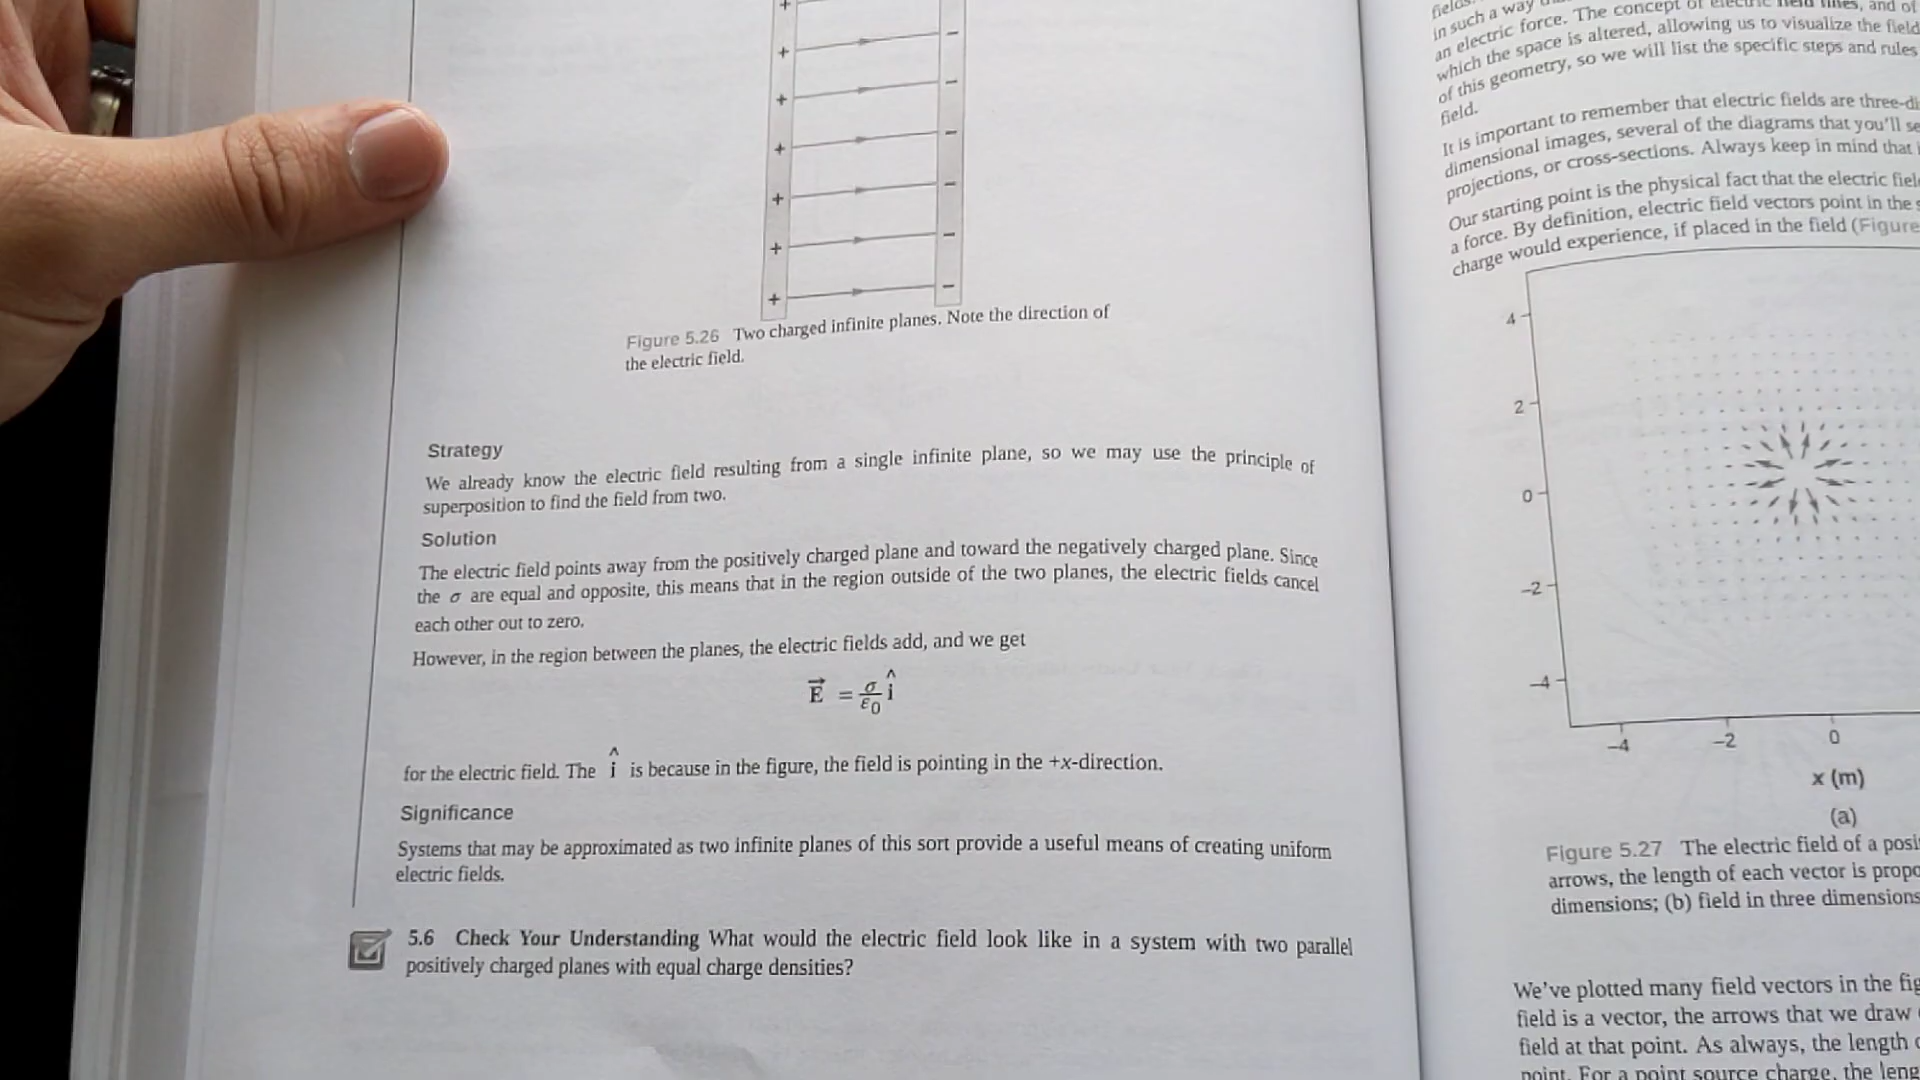 + -
+ -
+ -
+ -
+ -
+ -
+
Figure 5.26 Two charged infinite planes. Note the direction of
the electric field.
Strategy
We already know the electric field resulting from a single infinite plane, so we may use the principle of
superposition to find the field from two.
Solution
The electric field points away from the positively charged plane and toward the negatively charged plane. Since
the σ are equal and opposite, this means that in the region outside of the two planes, the electric fields cancel
each other out to zero.
However, in the region between the planes, the electric fields add, and we get
E⃗ = σ/ε₀ î
for the electric field. The î is because in the figure, the field is pointing in the +x-direction.
Significance
Systems that may be approximated as two infinite planes of this sort provide a useful means of creating uniform
electric fields.
5.6 Check Your Understanding What would the electric field look like in a system with two parallel
positively charged planes with equal charge densities?
fields.
in such a way
an electric force. The concept of electric field lines, and of
which the space is altered, allowing us to visualize the field
of this geometry, so we will list the specific steps and rules
field.
It is important to remember that electric fields are three-di
dimensional images, several of the diagrams that you'll se
projections, or cross-sections. Always keep in mind that
Our starting point is the physical fact that the electric fiel
a force. By definition, electric field vectors point in the
charge would experience, if placed in the field (Figure
4
2
0
−2
−4
−4 −2 0
x (m)
(a)
Figure 5.27 The electric field of a posi
arrows, the length of each vector is propo
dimensions; (b) field in three dimensions
We've plotted many field vectors in the fig
field is a vector, the arrows that we draw
field at that point. As always, the length
point. For a point source charge, the leng